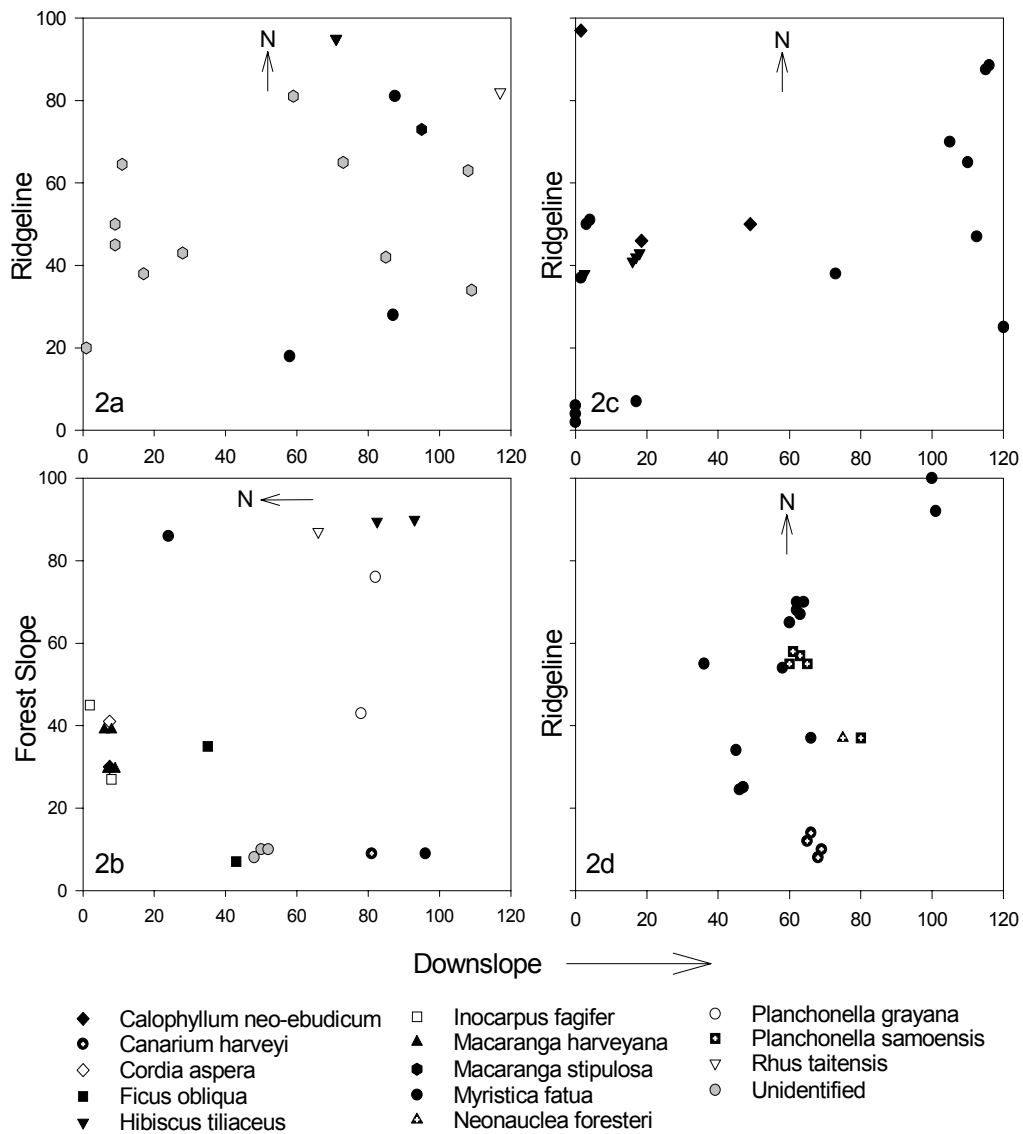 100
80
60
40
20
0
Ridgeline
N
2a
0 20 40 60 80 100 120
Ridgeline
N
2c
0 20 40 60 80 100 120
100
80
60
40
20
0
Forest Slope
N
2b
0 20 40 60 80 100 120
Ridgeline
N
2d
0 20 40 60 80 100 120
Downslope
Calophyllum neo-ebudicum
Canarium harveyi
Cordia aspera
Ficus obliqua
Hibiscus tiliaceus
Inocarpus fagifer
Macaranga harveyana
Macaranga stipulosa
Myristica fatua
Neonauclea foresteri
Planchonella grayana
Planchonella samoensis
Rhus taitensis
Unidentified